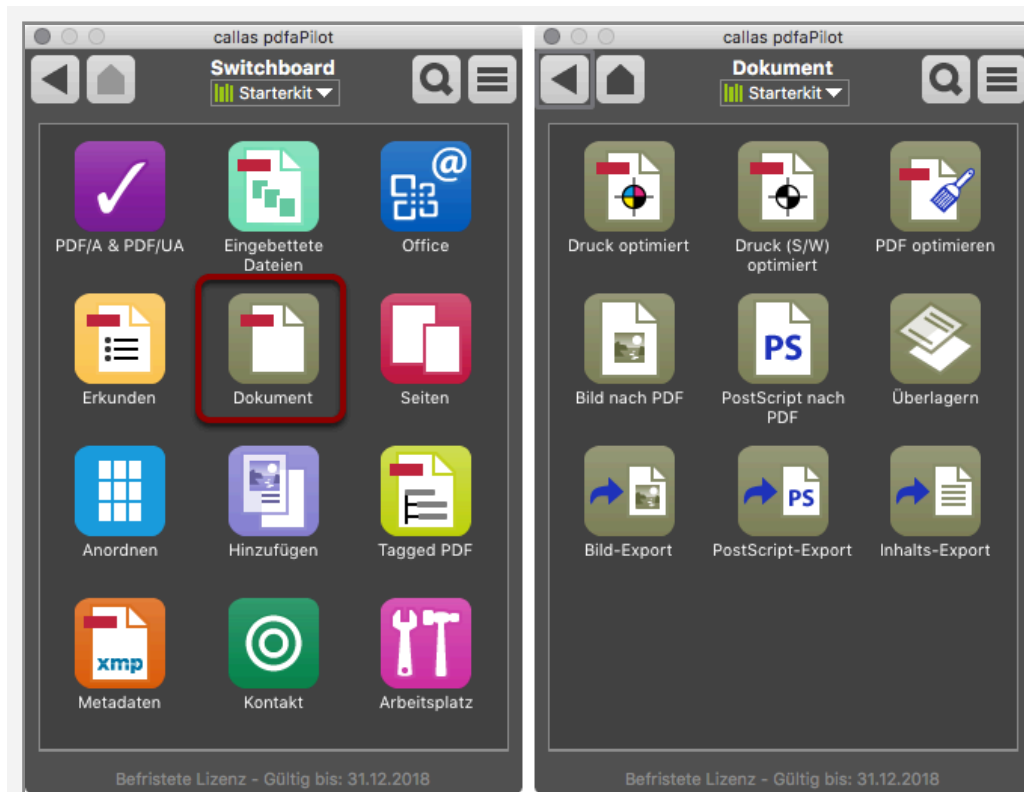 callas pdfaPilot
Switchboard
Starterkit
PDF/A & PDF/UA
Eingebettete
Dateien
@
Office
Erkunden
Dokument
Seiten
Anordnen
Hinzufügen
Tagged PDF
xmp
Metadaten
Kontakt
Arbeitsplatz
Befristete Lizenz - Gültig bis: 31.12.2018
callas pdfaPilot
Dokument
Starterkit
Druck optimiert
Druck (S/W)
optimiert
PDF optimieren
Bild nach PDF
PS
PostScript nach
PDF
Überlagern
Bild-Export
PS
PostScript-Export
Inhalts-Export
Befristete Lizenz - Gültig bis: 31.12.2018